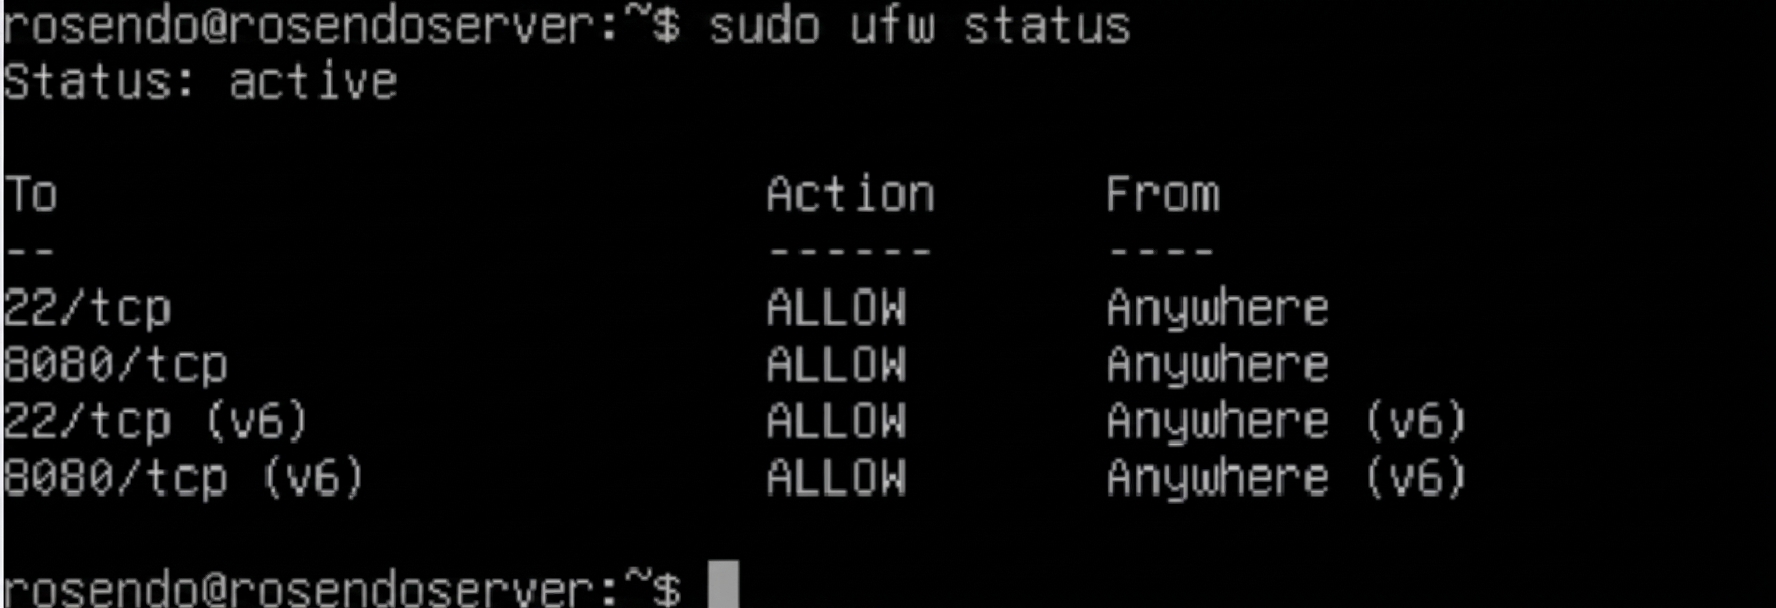 rosendo@rosendoserver:~$ sudo ufw status
Status: active
To Action From
-- ------ ----
22/tcp ALLOW Anywhere
8080/tcp ALLOW Anywhere
22/tcp (v6) ALLOW Anywhere (v6)
8080/tcp (v6) ALLOW Anywhere (v6)
rosendo@rosendoserver:~$